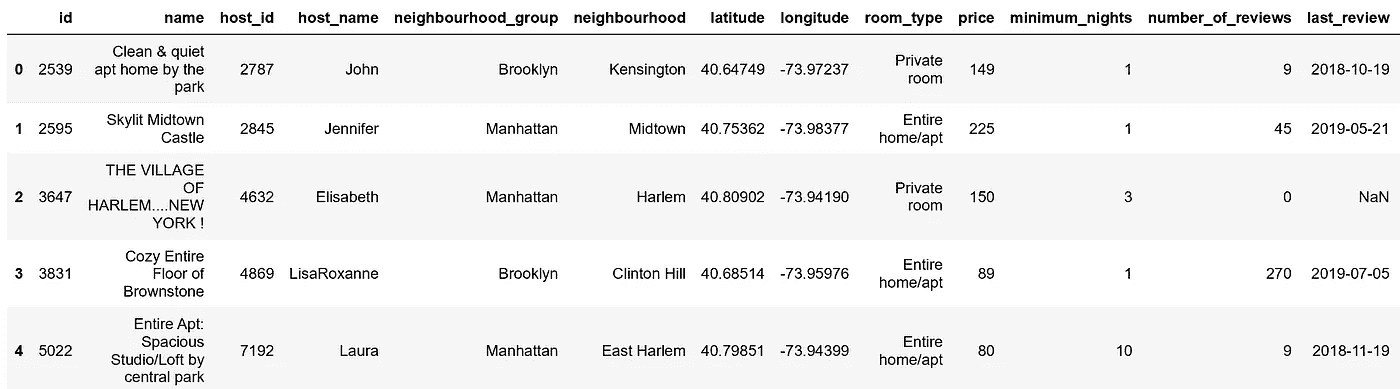 id name host_id host_name neighbourhood_group neighbourhood latitude longitude room_type price minimum_nights number_of_reviews last_review
0 2539 Clean & quiet apt home by the park 2787 John Brooklyn Kensington 40.64749 -73.97237 Private room 149 1 9 2018-10-19
1 2595 Skylit Midtown Castle 2845 Jennifer Manhattan Midtown 40.75362 -73.98377 Entire home/apt 225 1 45 2019-05-21
2 3647 THE VILLAGE OF HARLEM....NEW YORK ! 4632 Elisabeth Manhattan Harlem 40.80902 -73.94190 Private room 150 3 0 NaN
3 3831 Cozy Entire Floor of Brownstone 4869 LisaRoxanne Brooklyn Clinton Hill 40.68514 -73.95976 Entire home/apt 89 1 270 2019-07-05
4 5022 Entire Apt: Spacious Studio/Loft by central park 7192 Laura Manhattan East Harlem 40.79851 -73.94399 Entire home/apt 80 10 9 2018-11-19